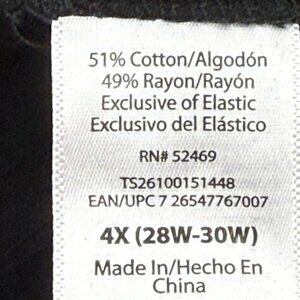 51% Cotton/Algodón
49% Rayon/Rayón
Exclusive of Elastic
Exclusivo del Elástico
RN# 52469
TS26100151448
EAN/UPC 7 26547767007
4X (28W-30W)
Made In/Hecho En
China